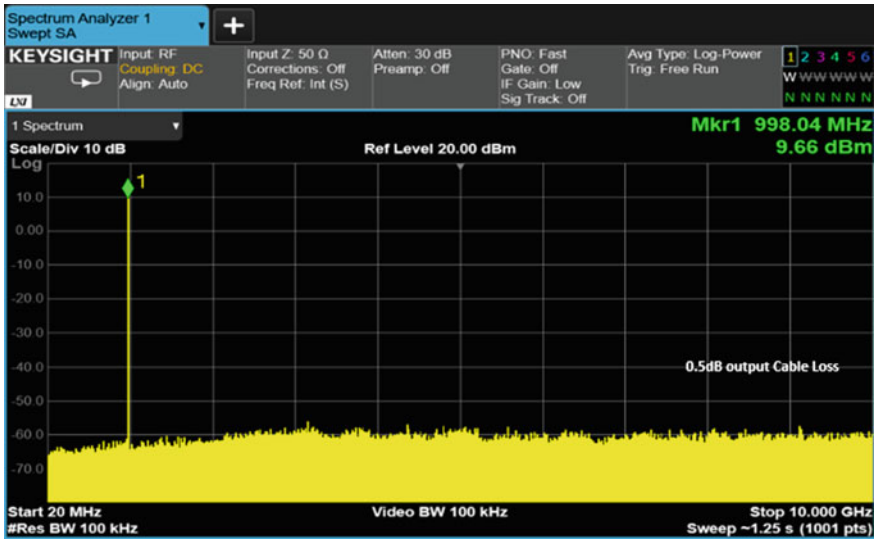 Spectrum Analyzer 1
Swept SA
KEYSIGHT
LXI
Input: RF
Coupling: DC
Align: Auto
Input Z: 50 Ω
Corrections: Off
Freq Ref: Int (S)
Atten: 30 dB
Preamp: Off
PNO: Fast
Gate: Off
IF Gain: Low
Sig Track: Off
Avg Type: Log-Power
Trig: Free Run
1 2 3 4 5 6
W W W W W W
N N N N N N
1 Spectrum
Mkr1 998.04 MHz
Scale/Div 10 dB
Ref Level 20.00 dBm
9.66 dBm
Log
1
10.0
0.00
-10.0
-20.0
-30.0
-40.0
0.5dB output Cable Loss
-50.0
-60.0
-70.0
Start 20 MHz
Video BW 100 kHz
Stop 10.000 GHz
#Res BW 100 kHz
Sweep ~1.25 s (1001 pts)